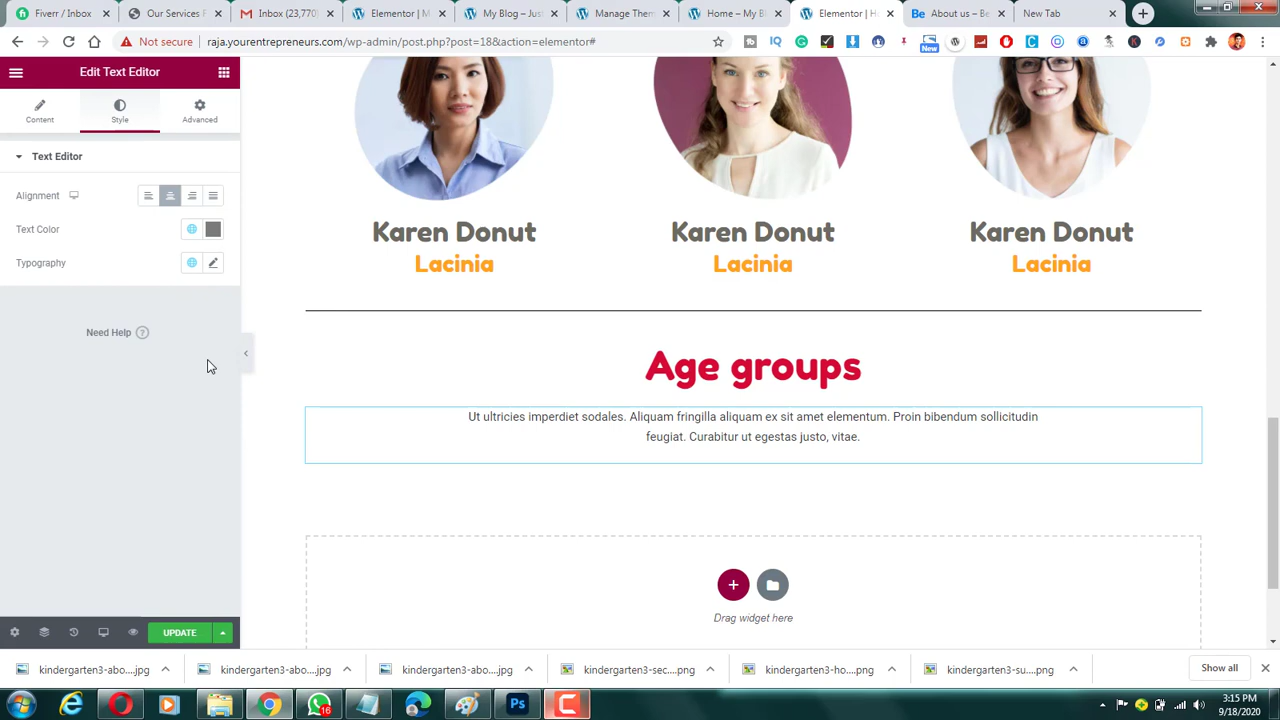 Fiverr / Inbox
Our Services F
Inbox (23,770)
Elementor | M
My Blog – Jus
Manage Them
Home – My Bl
Elementor | H
About us – Be
New Tab
Not secure
raja.yourentrepreneurs.com/wp-admin/post.php?post=18&action=elementor#
New
Edit Text Editor
Content
Style
Advanced
Text Editor
Alignment
Text Color
Typography
Need Help
Karen Donut
Karen Donut
Karen Donut
Lacinia
Lacinia
Lacinia
Age groups
Ut ultricies imperdiet sodales. Aliquam fringilla aliquam ex sit amet elementum. Proin bibendum sollicitudin
feugiat. Curabitur ut egestas justo, vitae.
Drag widget here
UPDATE
kindergarten3-abo....jpg
kindergarten3-abo....jpg
kindergarten3-abo....jpg
kindergarten3-sec....png
kindergarten3-ho....png
kindergarten3-su....png
Show all
16
3:15 PM
9/18/2020